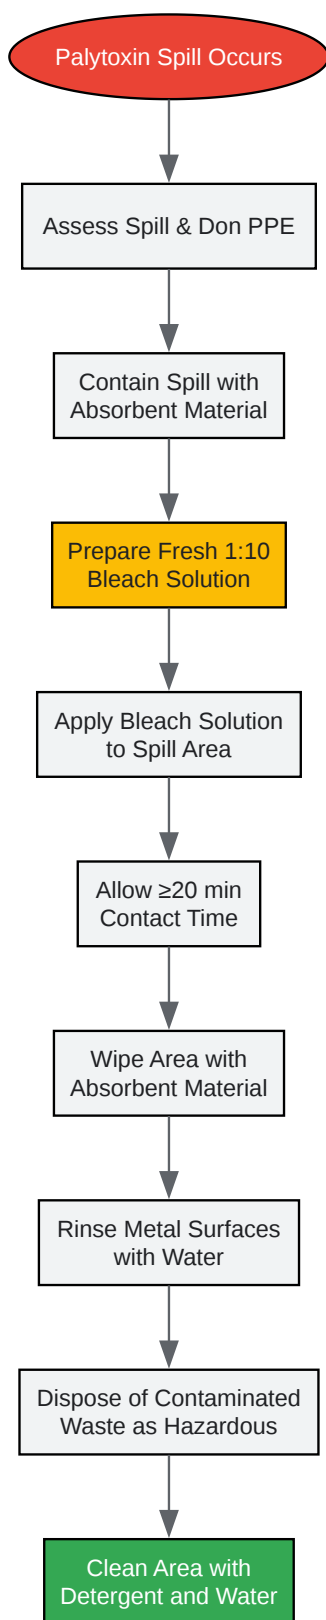 Palytoxin Spill Occurs
Assess Spill & Don PPE
Contain Spill with
Absorbent Material
Prepare Fresh 1:10
Bleach Solution
Apply Bleach Solution
to Spill Area
Allow ≥20 min
Contact Time
Wipe Area with
Absorbent Material
Rinse Metal Surfaces
with Water
Dispose of Contaminated
Waste as Hazardous
Clean Area with
Detergent and Water